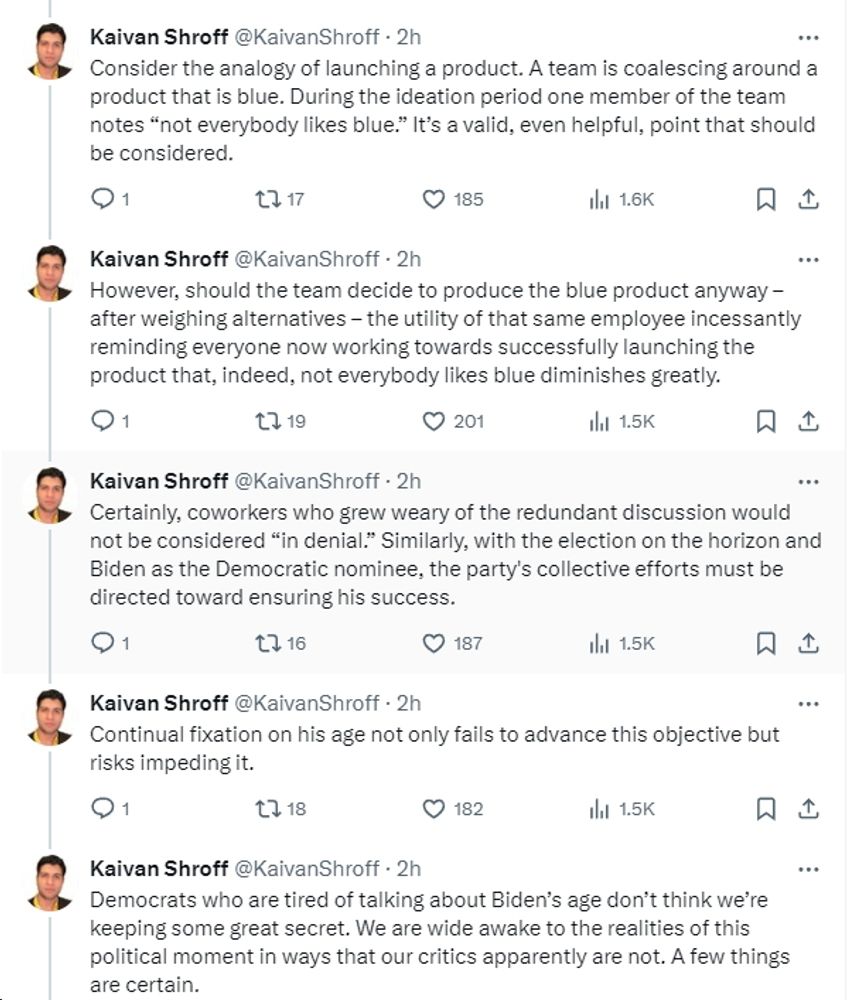 Kaivan Shroff @KaivanShroff · 2h
Consider the analogy of launching a product. A team is coalescing around a
product that is blue. During the ideation period one member of the team
notes “not everybody likes blue.” It’s a valid, even helpful, point that should
be considered.
1 17 185 1.6K
Kaivan Shroff @KaivanShroff · 2h
However, should the team decide to produce the blue product anyway –
after weighing alternatives – the utility of that same employee incessantly
reminding everyone now working towards successfully launching the
product that, indeed, not everybody likes blue diminishes greatly.
1 19 201 1.5K
Kaivan Shroff @KaivanShroff · 2h
Certainly, coworkers who grew weary of the redundant discussion would
not be considered “in denial.” Similarly, with the election on the horizon and
Biden as the Democratic nominee, the party's collective efforts must be
directed toward ensuring his success.
1 16 187 1.5K
Kaivan Shroff @KaivanShroff · 2h
Continual fixation on his age not only fails to advance this objective but
risks impeding it.
1 18 182 1.5K
Kaivan Shroff @KaivanShroff · 2h
Democrats who are tired of talking about Biden’s age don’t think we’re
keeping some great secret. We are wide awake to the realities of this
political moment in ways that our critics apparently are not. A few things
are certain.